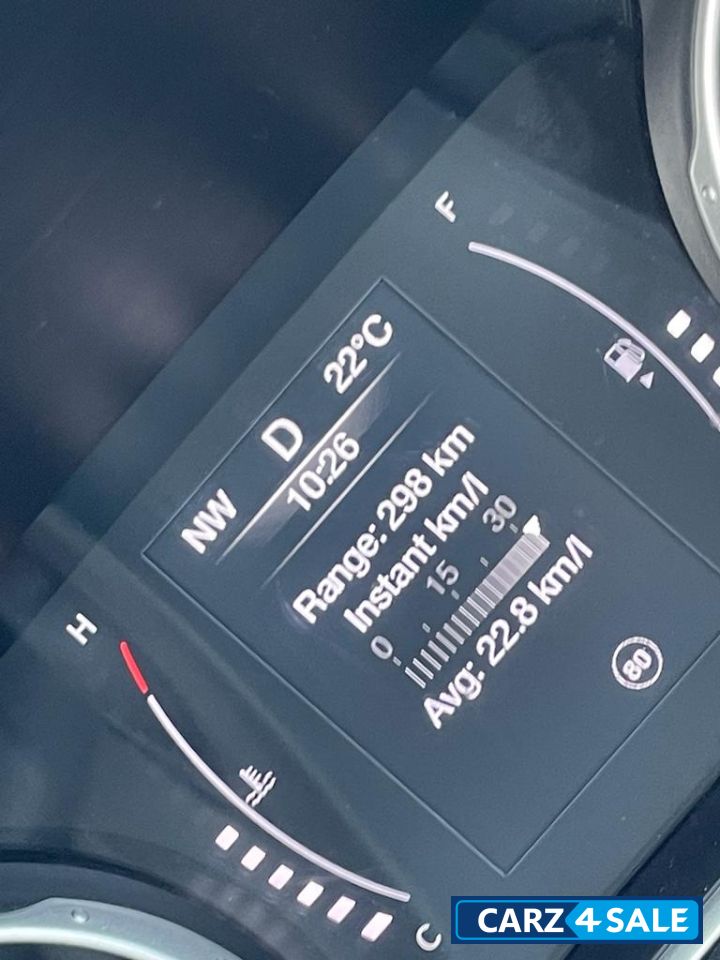 NW D 22°C
10:26
Range: 298 km
Instant km/l
0 15 30
Avg: 22.8 km/l
80
H
C
F
CARZ4SALE